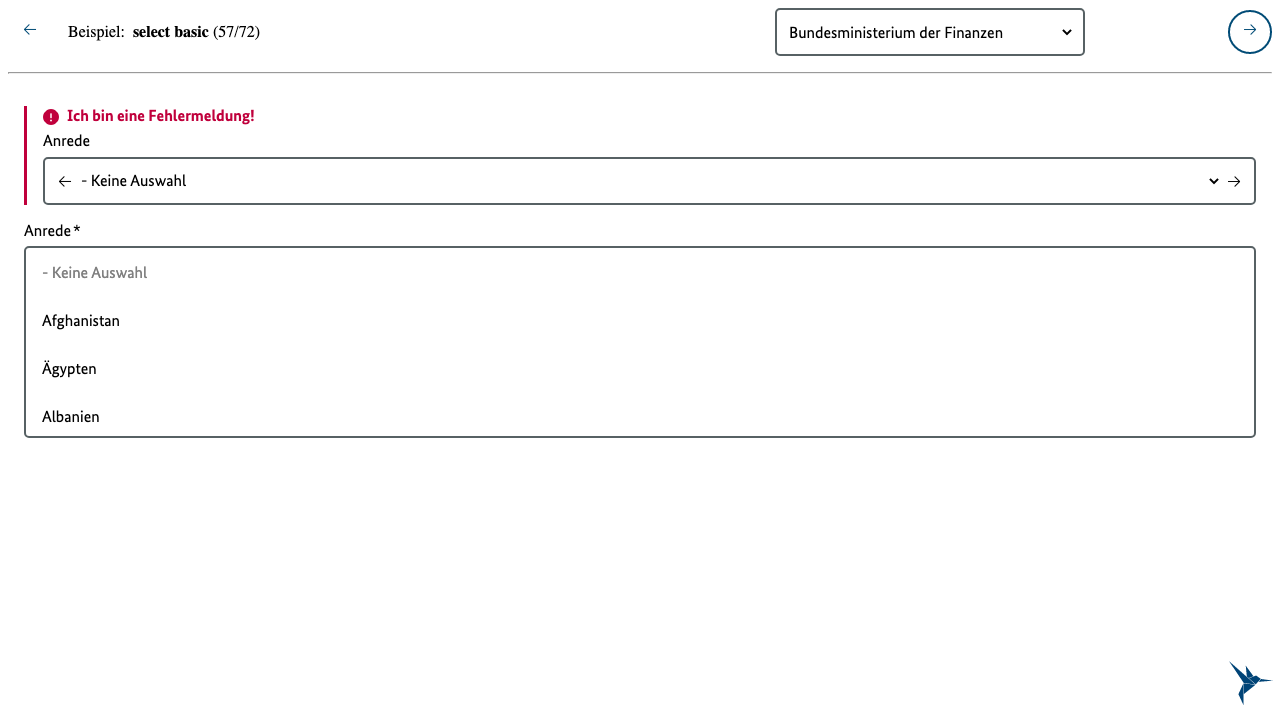 Beispiel: select basic (57/72)
Bundesministerium der Finanzen
Ich bin eine Fehlermeldung!
Anrede
- Keine Auswahl
Anrede*
- Keine Auswahl
Afghanistan
Ägypten
Albanien